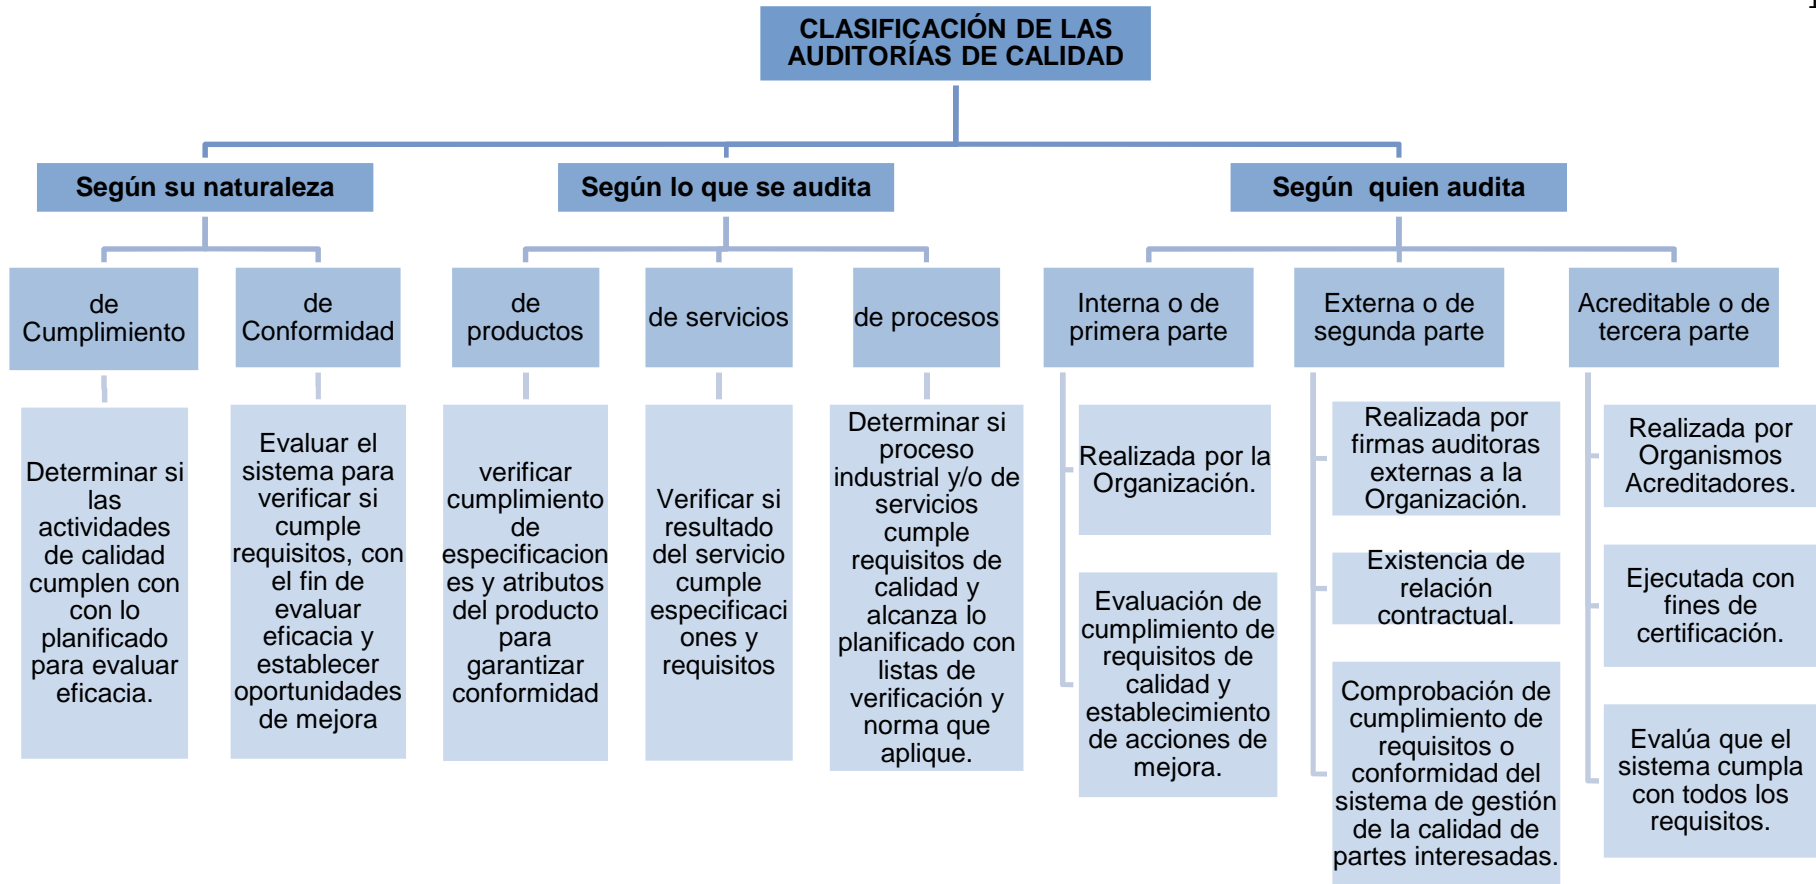 CLASIFICACIÓN DE LAS
AUDITORÍAS DE CALIDAD
Según su naturaleza
Según lo que se audita
Según quien audita
de
Cumplimiento
de
Conformidad
de
productos
de servicios
de procesos
Interna o de
primera parte
Externa o de
segunda parte
Acreditable o de
tercera parte
Determinar si
las
actividades
de calidad
cumplen con
con lo
planificado
para evaluar
eficacia.
Evaluar el
sistema para
verificar si
cumple
requisitos, con
el fin de
evaluar
eficacia y
establecer
oportunidades
de mejora
verificar
cumplimiento
de
especificacion
es y atributos
del producto
para
garantizar
conformidad
Verificar si
resultado
del servicio
cumple
especificaci
ones y
requisitos
Determinar si
proceso
industrial y/o de
servicios
cumple
requisitos de
calidad y
alcanza lo
planificado con
listas de
verificación y
norma que
aplique.
Realizada por la
Organización.
Evaluación de
cumplimiento de
requisitos de
calidad y
establecimiento
de acciones de
mejora.
Realizada por
firmas auditoras
externas a la
Organización.
Existencia de
relación
contractual.
Comprobación de
cumplimiento de
requisitos o
conformidad del
sistema de gestión
de la calidad de
partes interesadas.
Realizada por
Organismos
Acreditadores.
Ejecutada con
fines de
certificación.
Evalúa que el
sistema cumpla
con todos los
requisitos.